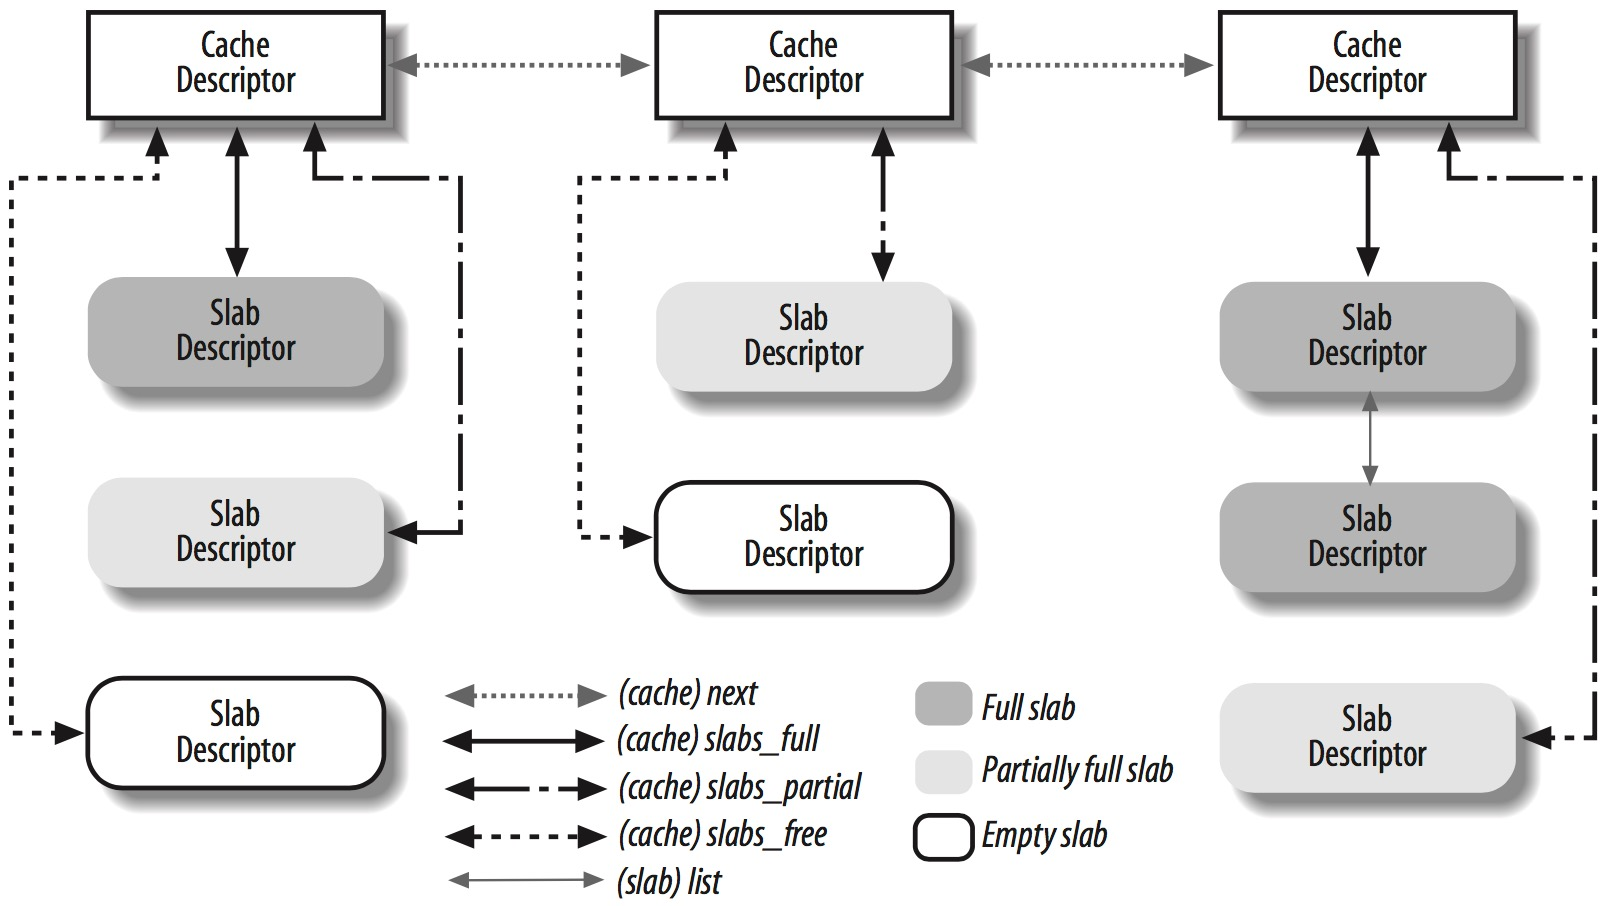 Cache
Descriptor
Cache
Descriptor
Cache
Descriptor
Slab
Descriptor
Slab
Descriptor
Slab
Descriptor
Slab
Descriptor
Slab
Descriptor
Slab
Descriptor
Slab
Descriptor
Slab
Descriptor
(cache) next
(cache) slabs_full
(cache) slabs_partial
(cache) slabs_free
(slab) list
Full slab
Partially full slab
Empty slab